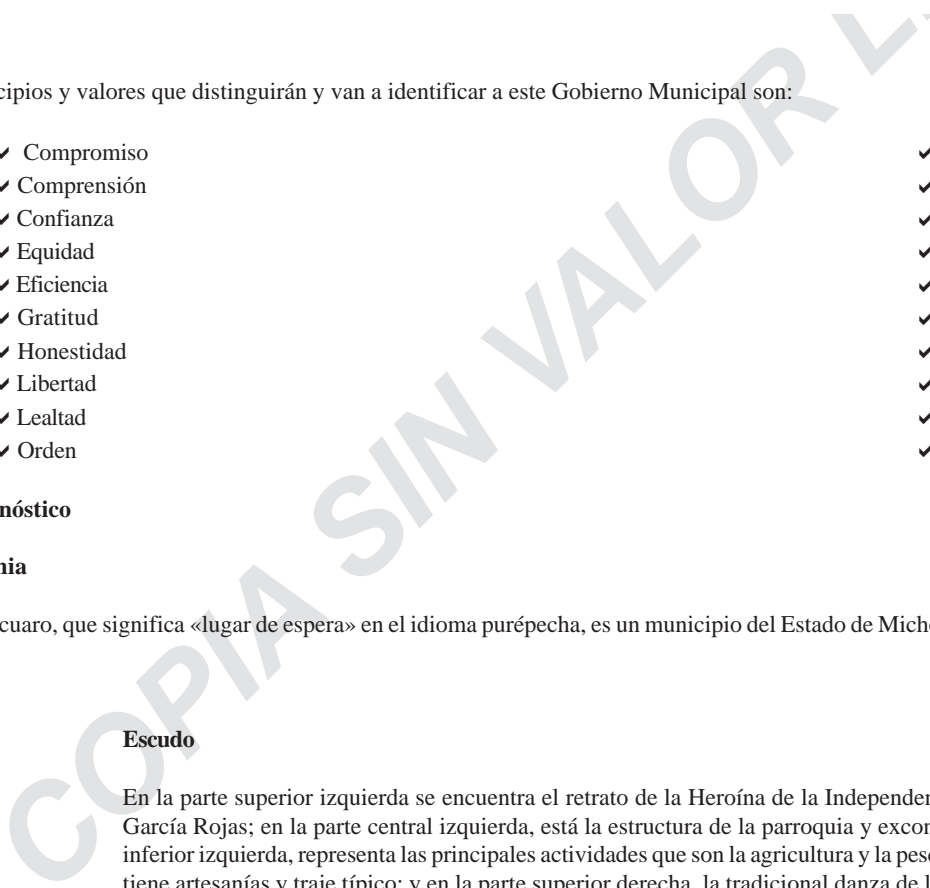 cipios y valores que distinguirán y van a identificar a este Gobierno Municipal son:
✔ Compromiso
✔ Comprensión
✔ Confianza
✔ Equidad
✔ Eficiencia
✔ Gratitud
✔ Honestidad
✔ Libertad
✔ Lealtad
✔ Orden
nóstico
nia
cuaro, que significa «lugar de espera» en el idioma purépecha, es un municipio del Estado de Mich
Escudo
En la parte superior izquierda se encuentra el retrato de la Heroína de la Independen
García Rojas; en la parte central izquierda, está la estructura de la parroquia y excon
inferior izquierda, representa las principales actividades que son la agricultura y la pes
tiene artesanías y traje típico; y en la parte superior derecha, la tradicional danza de l
COPIA SIN VALOR L